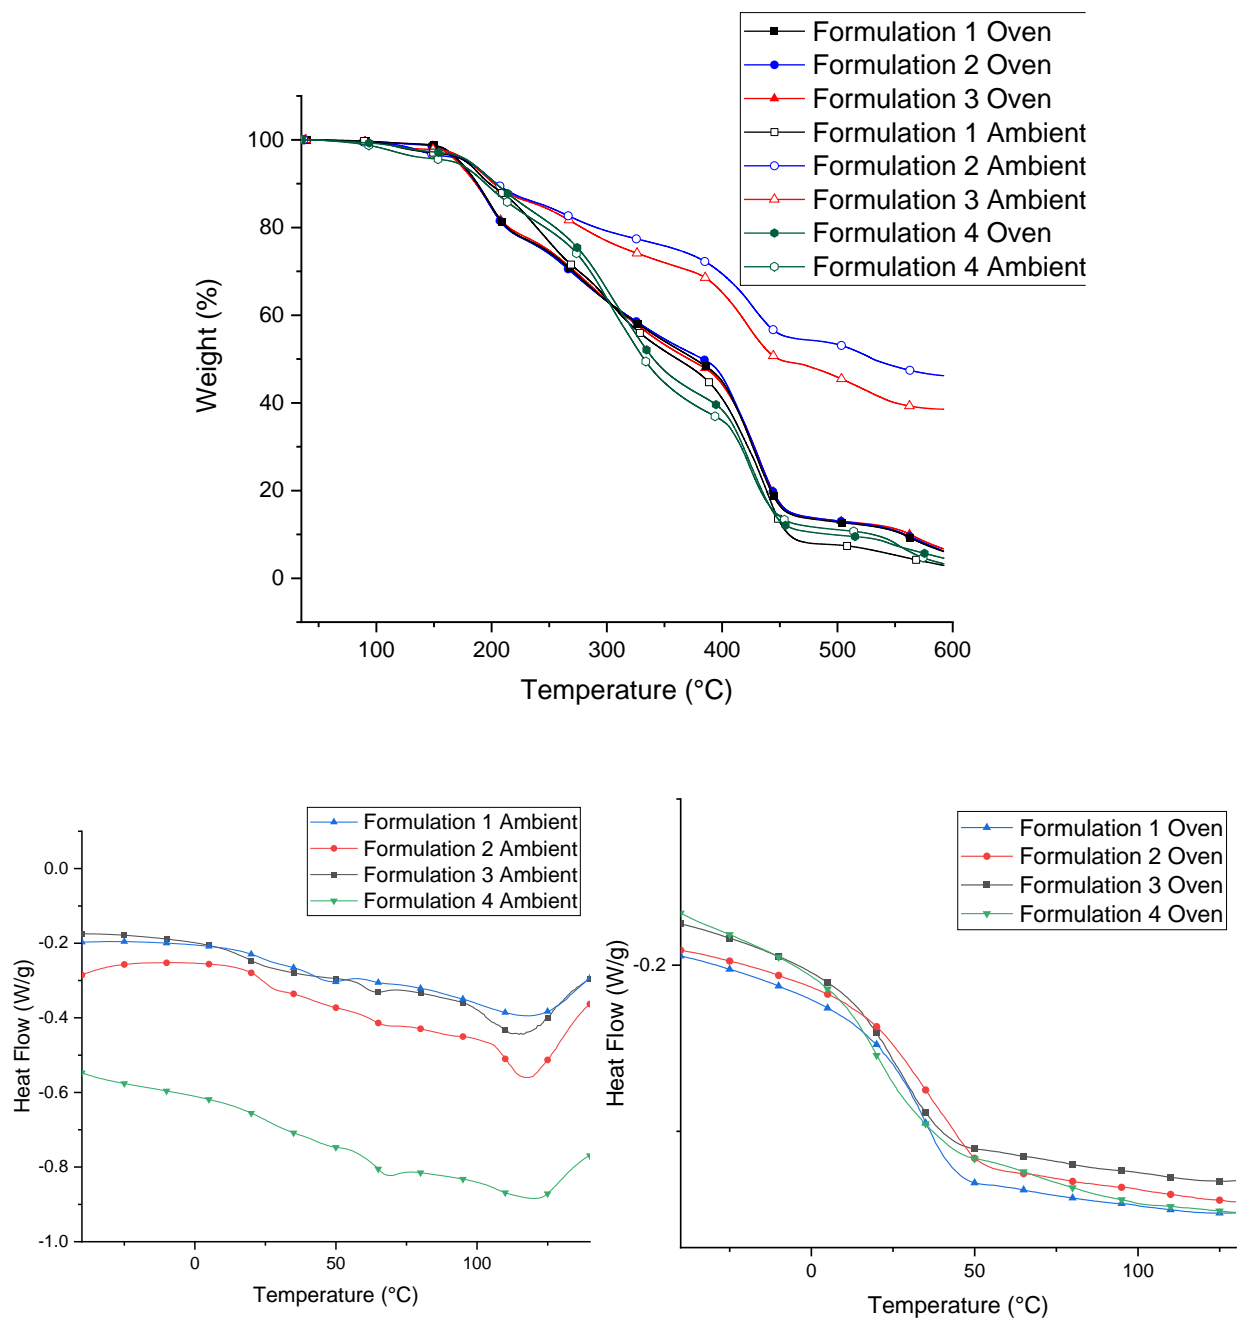 Formulation 1 Oven
Formulation 2 Oven
Formulation 3 Oven
Formulation 1 Ambient
Formulation 2 Ambient
Formulation 3 Ambient
Formulation 4 Oven
Formulation 4 Ambient
100
80
60
40
20
0
Weight (%)
100 200 300 400 500 600
Temperature (°C)
Formulation 1 Ambient
Formulation 2 Ambient
Formulation 3 Ambient
Formulation 4 Ambient
0.0
-0.2
-0.4
-0.6
-0.8
-1.0
Heat Flow (W/g)
0 50 100
Temperature (°C)
Formulation 1 Oven
Formulation 2 Oven
Formulation 3 Oven
Formulation 4 Oven
-0.2
Heat Flow (W/g)
0 50 100
Temperature (°C)